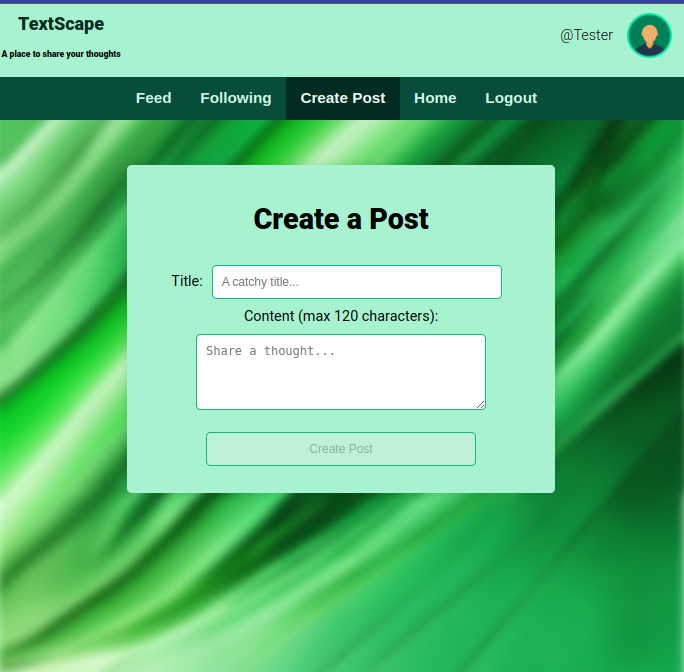 TextScape
A place to share your thoughts
@Tester
Feed Following Create Post Home Logout
Create a Post
Title: A catchy title...
Content (max 120 characters):
Share a thought...
Create Post